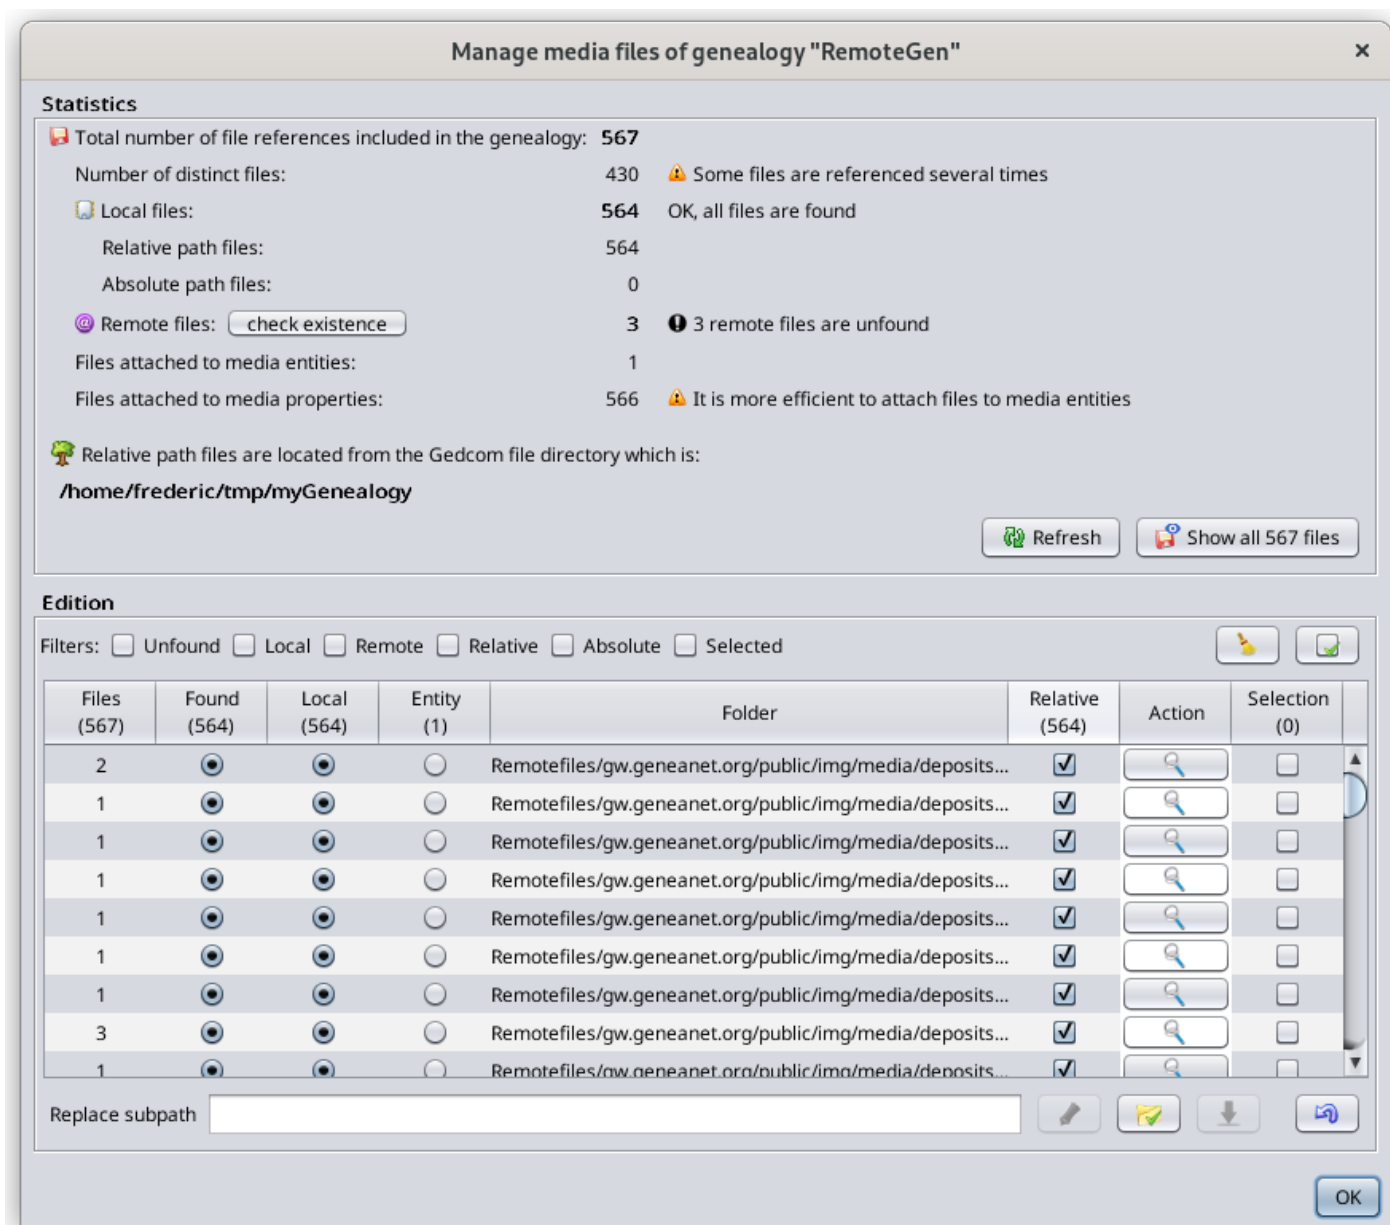 Manage media files of genealogy "RemoteGen" ×
Statistics
Total number of file references included in the genealogy: 567
Number of distinct files: 430 Some files are referenced several times
Local files: 564 OK, all files are found
Relative path files: 564
Absolute path files: 0
@ Remote files: check existence 3 3 remote files are unfound
Files attached to media entities: 1
Files attached to media properties: 566 It is more efficient to attach files to media entities
Relative path files are located from the Gedcom file directory which is:
/home/frederic/tmp/myGenealogy
Refresh Show all 567 files
Edition
Filters: Unfound Local Remote Relative Absolute Selected
Files (567) Found (564) Local (564) Entity (1) Folder Relative (564) Action Selection (0)
2 Remotefiles/gw.geneanet.org/public/img/media/deposits...
1 Remotefiles/gw.geneanet.org/public/img/media/deposits...
1 Remotefiles/gw.geneanet.org/public/img/media/deposits...
1 Remotefiles/gw.geneanet.org/public/img/media/deposits...
1 Remotefiles/gw.geneanet.org/public/img/media/deposits...
1 Remotefiles/gw.geneanet.org/public/img/media/deposits...
1 Remotefiles/gw.geneanet.org/public/img/media/deposits...
3 Remotefiles/gw.geneanet.org/public/img/media/deposits...
1 Remotefiles/gw.geneanet.org/public/img/media/deposits...
Replace subpath
OK